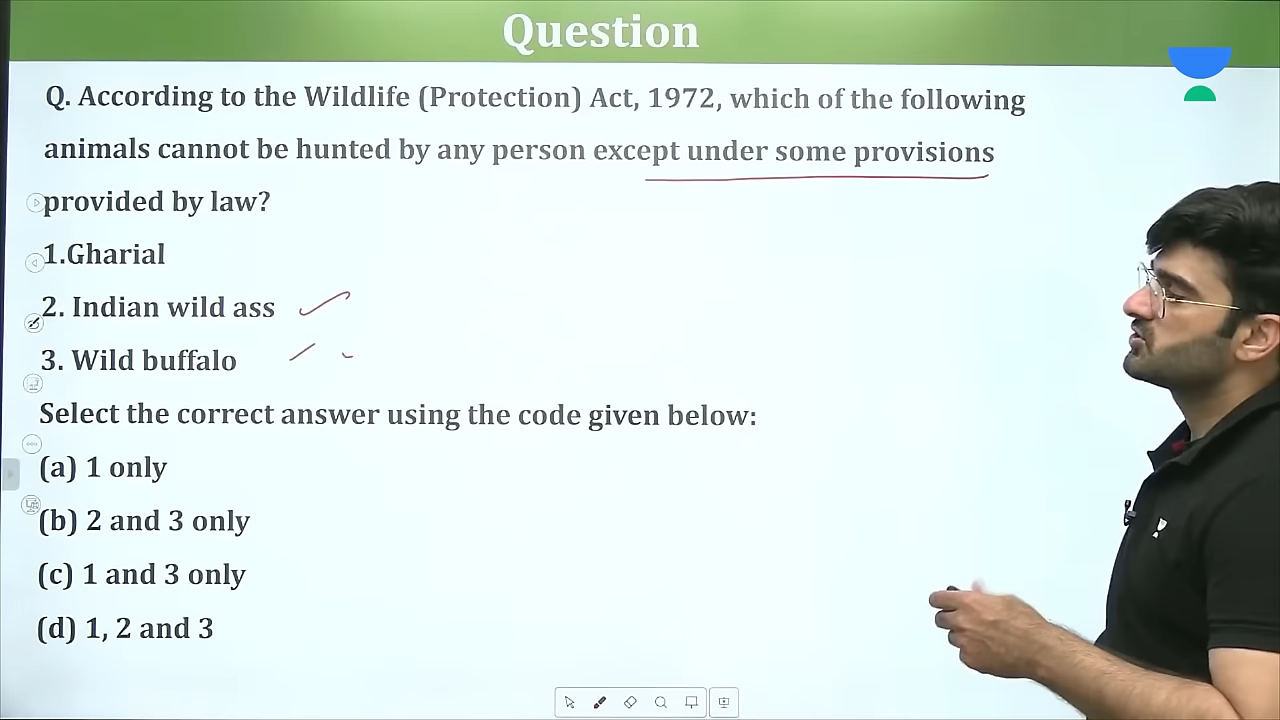 Question
Q. According to the Wildlife (Protection) Act, 1972, which of the following
animals cannot be hunted by any person except under some provisions
provided by law?
1.Gharial
2. Indian wild ass
3. Wild buffalo
Select the correct answer using the code given below:
(a) 1 only
(b) 2 and 3 only
(c) 1 and 3 only
(d) 1, 2 and 3